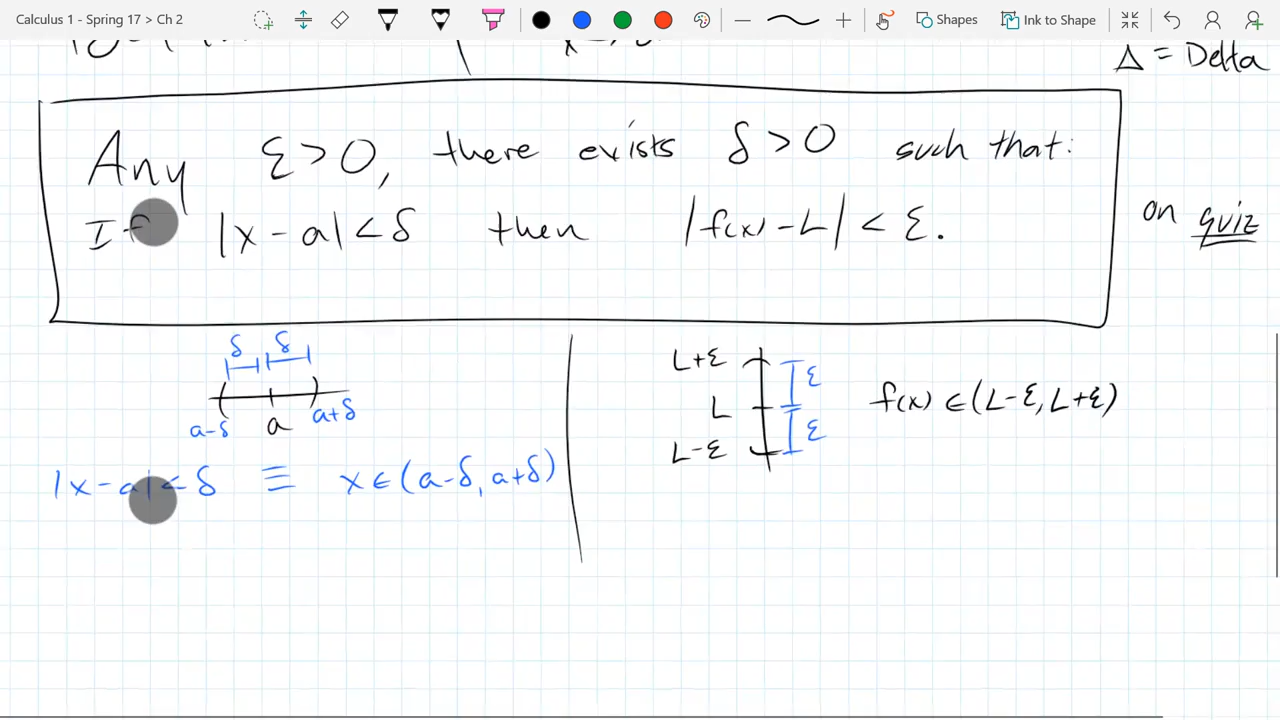 Calculus 1 - Spring 17 > Ch 2
Shapes
Ink to Shape
Δ = Delta
Any ε > 0, there exists δ > 0 such that:
If |x - a| < δ then |f(x) - L| < ε.
on quiz
δ δ
a-δ a a+δ
|x - a| < δ ≡ x ∈ (a-δ, a+δ)
L+ε
ε
L
f(x) ∈ (L-ε, L+ε)
ε
L-ε